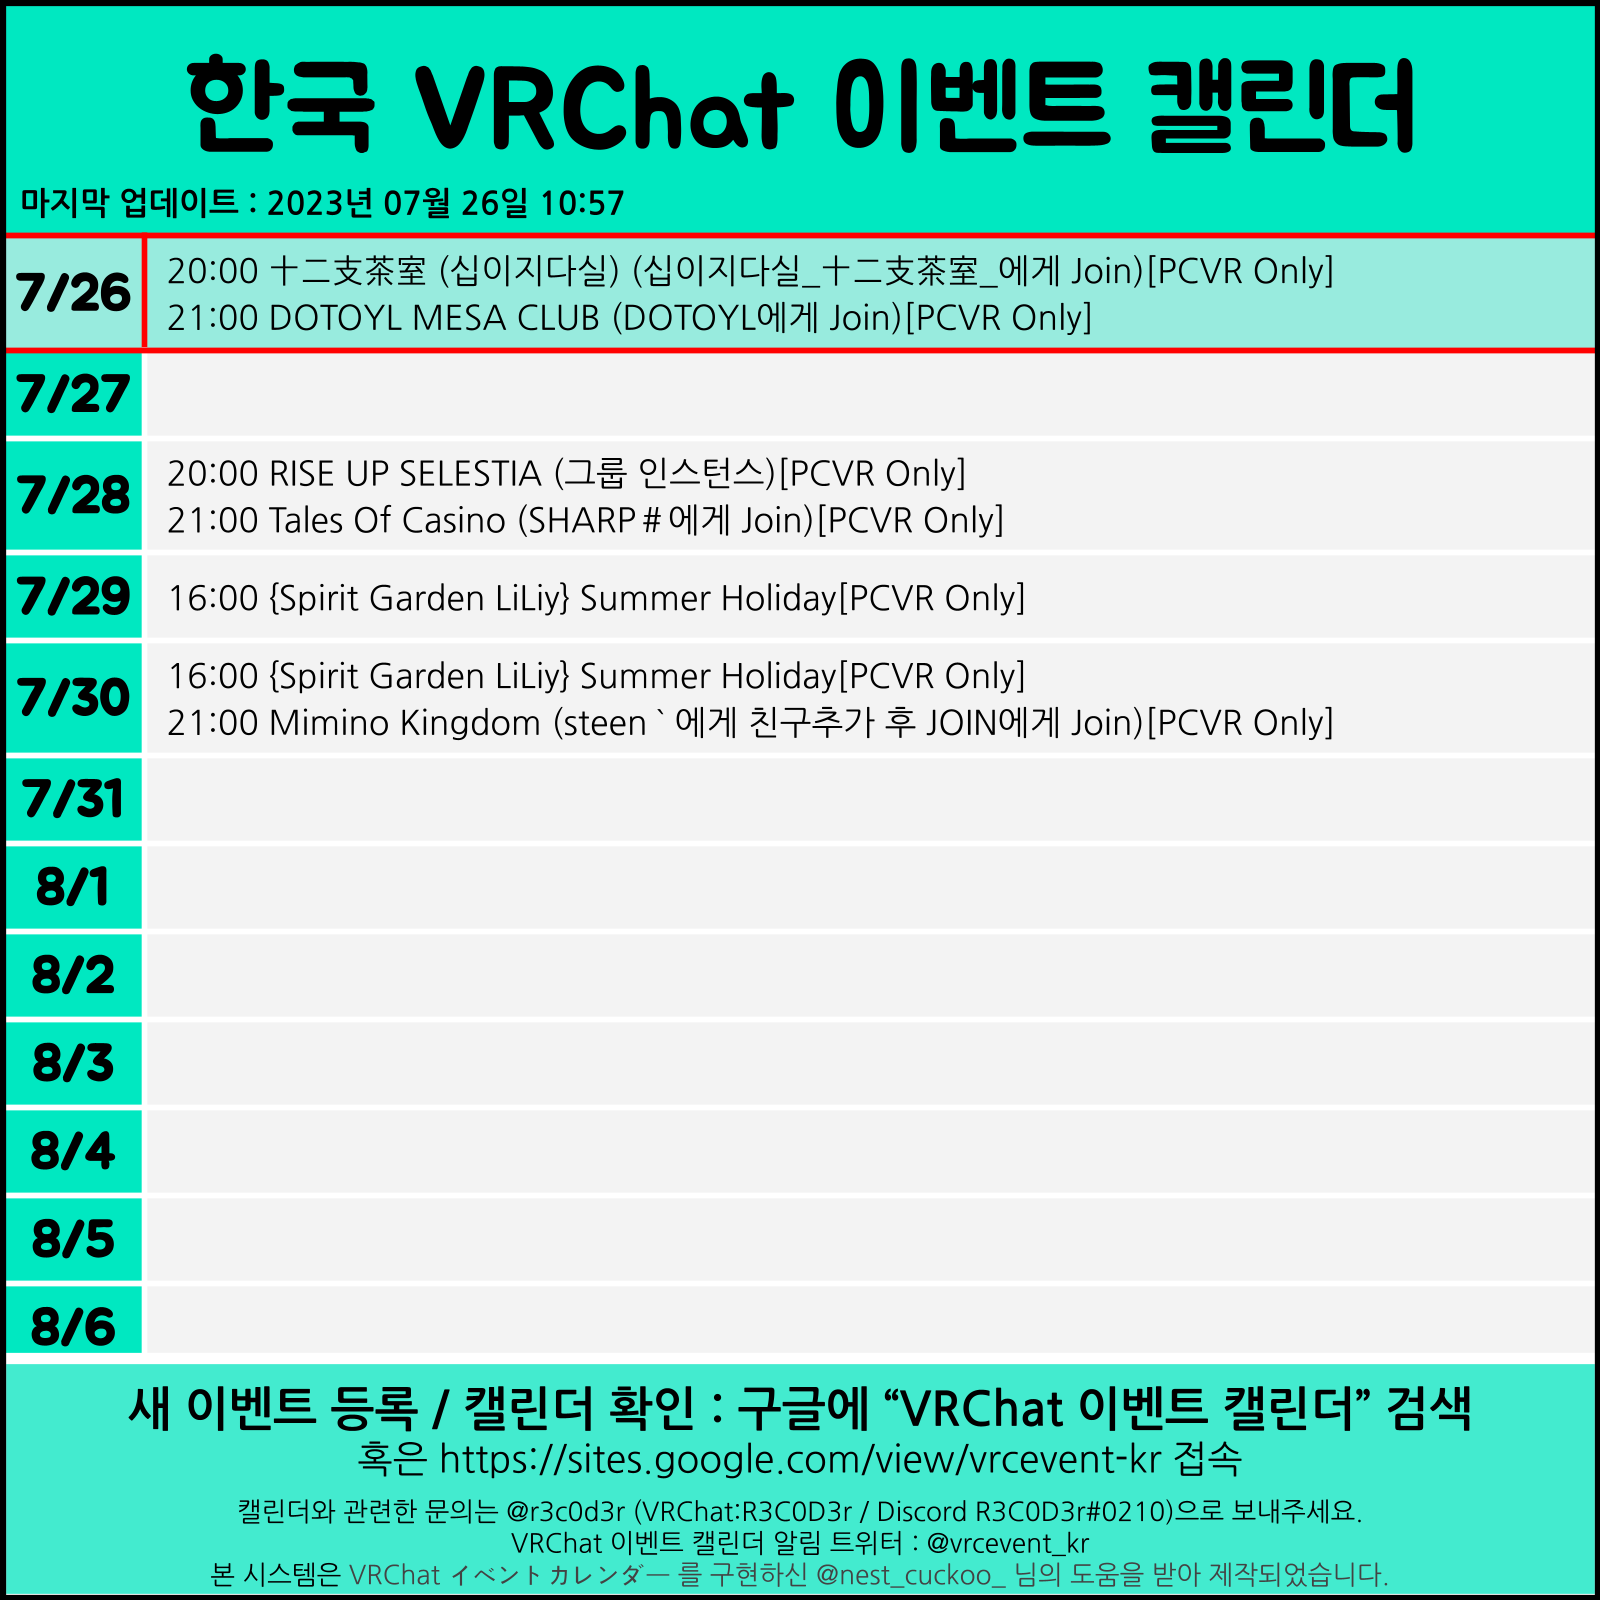 한국 VRChat 이벤트 캘린더
마지막 업데이트 : 2023년 07월 26일 10:57
7/26
20:00 十二支茶室 (십이지다실) (십이지다실_十二支茶室_에게 Join)[PCVR Only]
21:00 DOTOYL MESA CLUB (DOTOYL에게 Join)[PCVR Only]
7/27
7/28
20:00 RISE UP SELESTIA (그룹 인스턴스)[PCVR Only]
21:00 Tales Of Casino (SHARP＃에게 Join)[PCVR Only]
7/29
16:00 {Spirit Garden LiLiy} Summer Holiday[PCVR Only]
7/30
16:00 {Spirit Garden LiLiy} Summer Holiday[PCVR Only]
21:00 Mimino Kingdom (steen｀에게 친구추가 후 JOIN에게 Join)[PCVR Only]
7/31
8/1
8/2
8/3
8/4
8/5
8/6
새 이벤트 등록 / 캘린더 확인 : 구글에 “VRChat 이벤트 캘린더” 검색
혹은 https://sites.google.com/view/vrcevent-kr 접속
캘린더와 관련한 문의는 @r3c0d3r (VRChat:R3C0D3r / Discord R3C0D3r#0210)으로 보내주세요.
VRChat 이벤트 캘린더 알림 트위터 : @vrcevent_kr
본 시스템은 VRChat イベントカレンダー 를 구현하신 @nest_cuckoo_ 님의 도움을 받아 제작되었습니다.